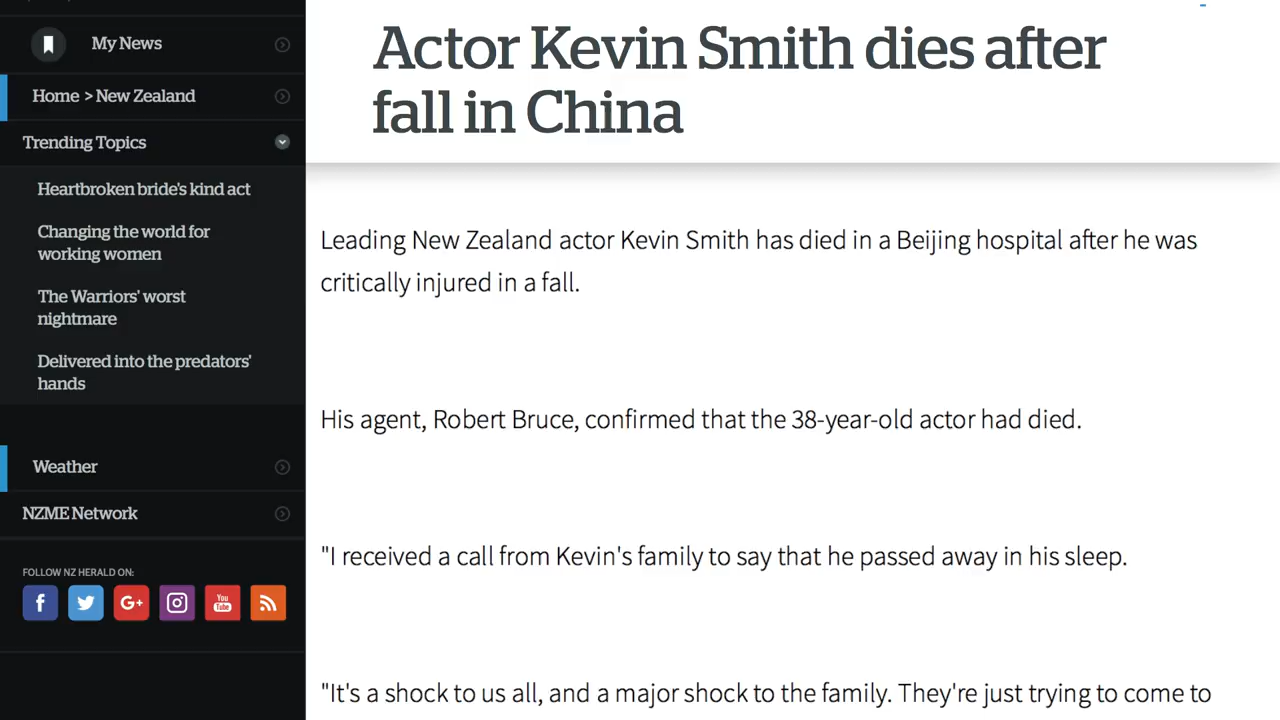 My News
Home > New Zealand
Trending Topics
Heartbroken bride's kind act
Changing the world for
working women
The Warriors' worst
nightmare
Delivered into the predators'
hands
Weather
NZME Network
FOLLOW NZ HERALD ON:
f
G+
You
Tube
Actor Kevin Smith dies after
fall in China
Leading New Zealand actor Kevin Smith has died in a Beijing hospital after he was
critically injured in a fall.
His agent, Robert Bruce, confirmed that the 38-year-old actor had died.
"I received a call from Kevin's family to say that he passed away in his sleep.
"It's a shock to us all, and a major shock to the family. They're just trying to come to